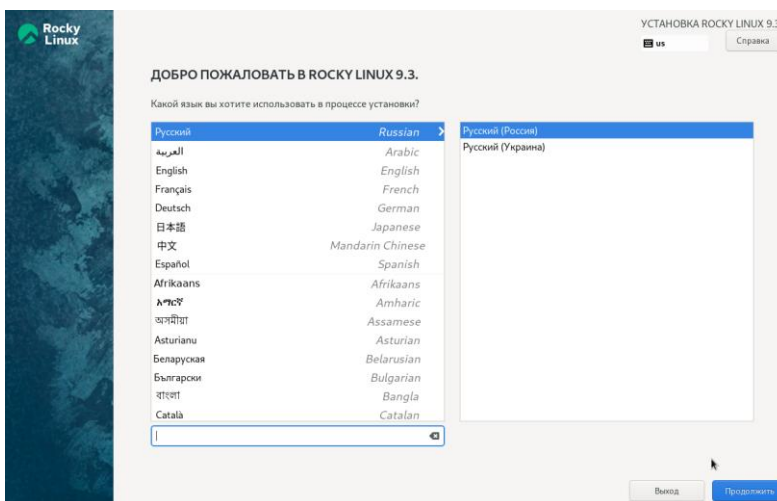 Rocky
Linux
УСТАНОВКА ROCKY LINUX 9.3
us
Справка
ДОБРО ПОЖАЛОВАТЬ В ROCKY LINUX 9.3.
Какой язык вы хотите использовать в процессе установки?
Русский Russian
العربية Arabic
English English
Français French
Deutsch German
日本語 Japanese
中文 Mandarin Chinese
Español Spanish
Afrikaans Afrikaans
አማርኛ Amharic
অসমীয়া Assamese
Asturianu Asturian
Беларуская Belarusian
Български Bulgarian
বাংলা Bangla
Català Catalan
Русский (Россия)
Русский (Украина)
Выход
Продолжить